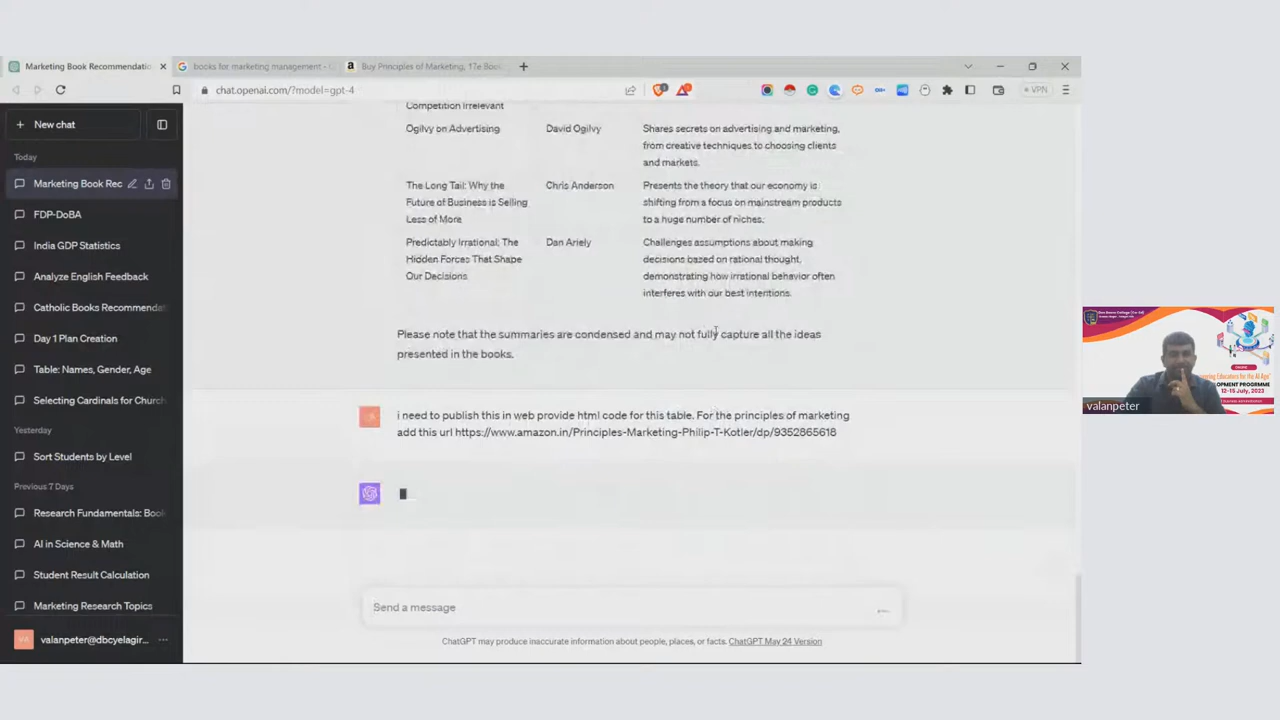 Marketing Book Recommendatio
books for marketing management - G
Buy Principles of Marketing, 17e Boo
chat.openai.com/?model=gpt-4
VPN
New chat
Today
Marketing Book Rec
FDP-DoBA
India GDP Statistics
Analyze English Feedback
Catholic Books Recommendat
Day 1 Plan Creation
Table: Names, Gender, Age
Selecting Cardinals for Church
Yesterday
Sort Students by Level
Previous 7 Days
Research Fundamentals: Book
AI in Science & Math
Student Result Calculation
Marketing Research Topics
valanpeter@dbcyelagir...
Competition Irrelevant
Ogilvy on Advertising
David Ogilvy
Shares secrets on advertising and marketing,
from creative techniques to choosing clients
and markets.
The Long Tail: Why the
Future of Business is Selling
Less of More
Chris Anderson
Presents the theory that our economy is
shifting from a focus on mainstream products
to a huge number of niches.
Predictably Irrational: The
Hidden Forces That Shape
Our Decisions
Dan Ariely
Challenges assumptions about making
decisions based on rational thought,
demonstrating how irrational behavior often
interferes with our best intentions.
Please note that the summaries are condensed and may not fully capture all the ideas
presented in the books.
i need to publish this in web provide html code for this table. For the principles of marketing
add this url https://www.amazon.in/Principles-Marketing-Philip-T-Kotler/dp/9352865618
Send a message
ChatGPT may produce inaccurate information about people, places, or facts. ChatGPT May 24 Version
ONLINE
12-15 July, 2023
valanpeter